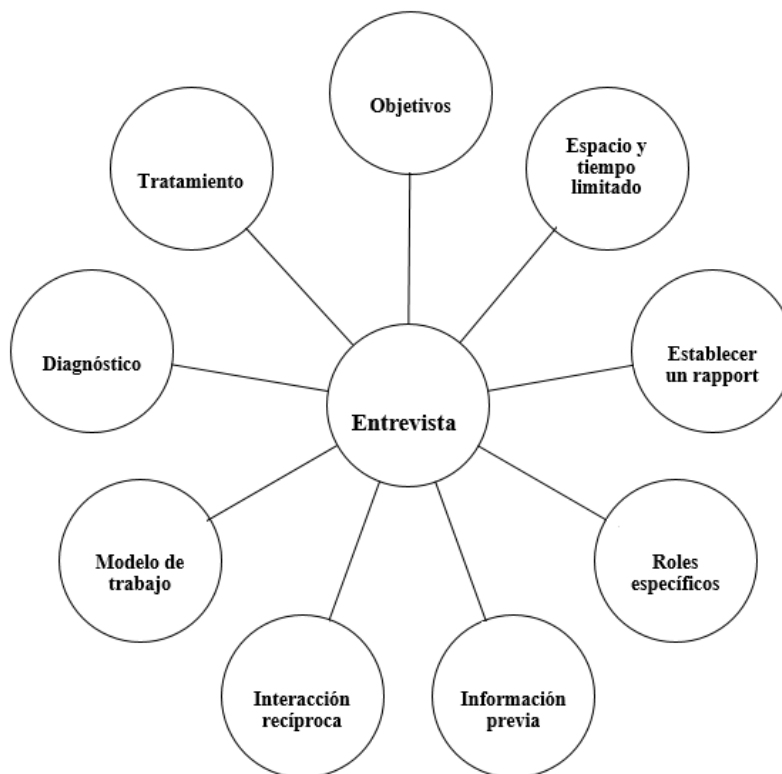 Objetivos
Espacio y
tiempo
limitado
Establecer
un rapport
Roles
específicos
Información
previa
Interacción
recíproca
Modelo de
trabajo
Diagnóstico
Tratamiento
Entrevista